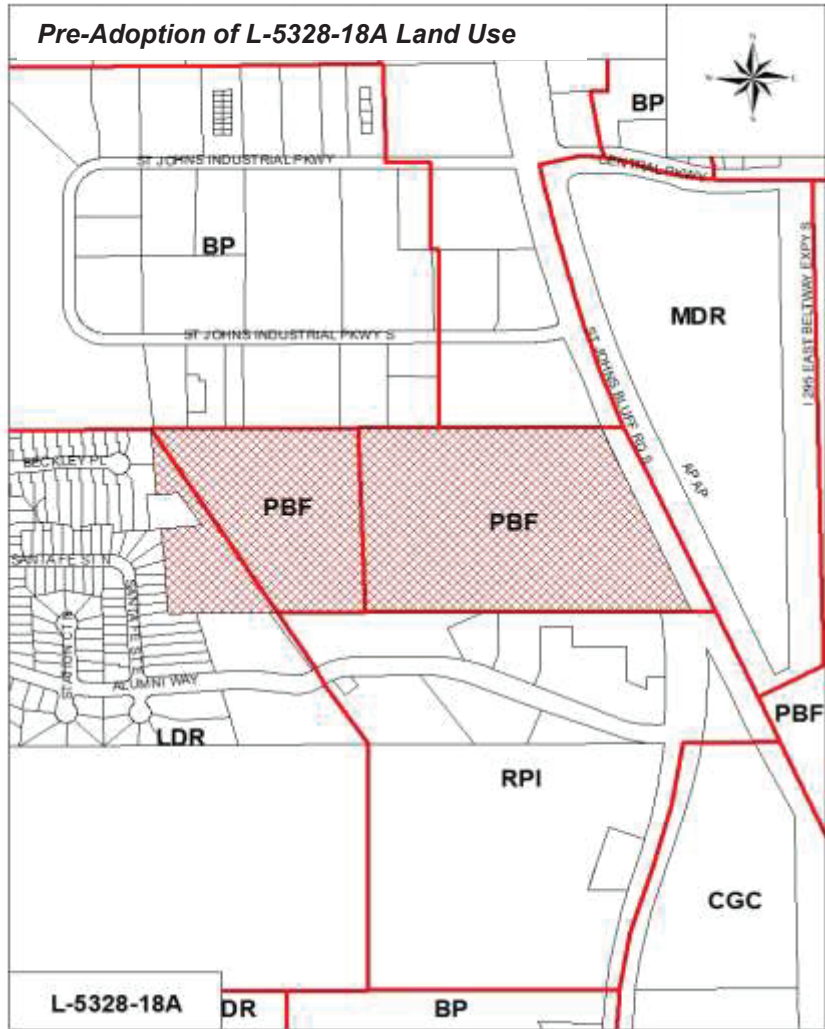 Pre-Adoption of L-5328-18A Land Use
N
W
E
S
BP
ST JOHNS INDUSTRIAL PKWY
CENTRAL PKWY
BP
I 295 EAST BELTWAY EXPY S
MDR
ST JOHNS INDUSTRIAL PKWY S
ST JOHNS BLUFF RD S
BECKLEY PL
AP AP
PBF
PBF
SANTA FE ST N
SANTA FE ST E
ALUMNI WAY
PBF
LDR
RPI
CGC
L-5328-18A
DR
BP